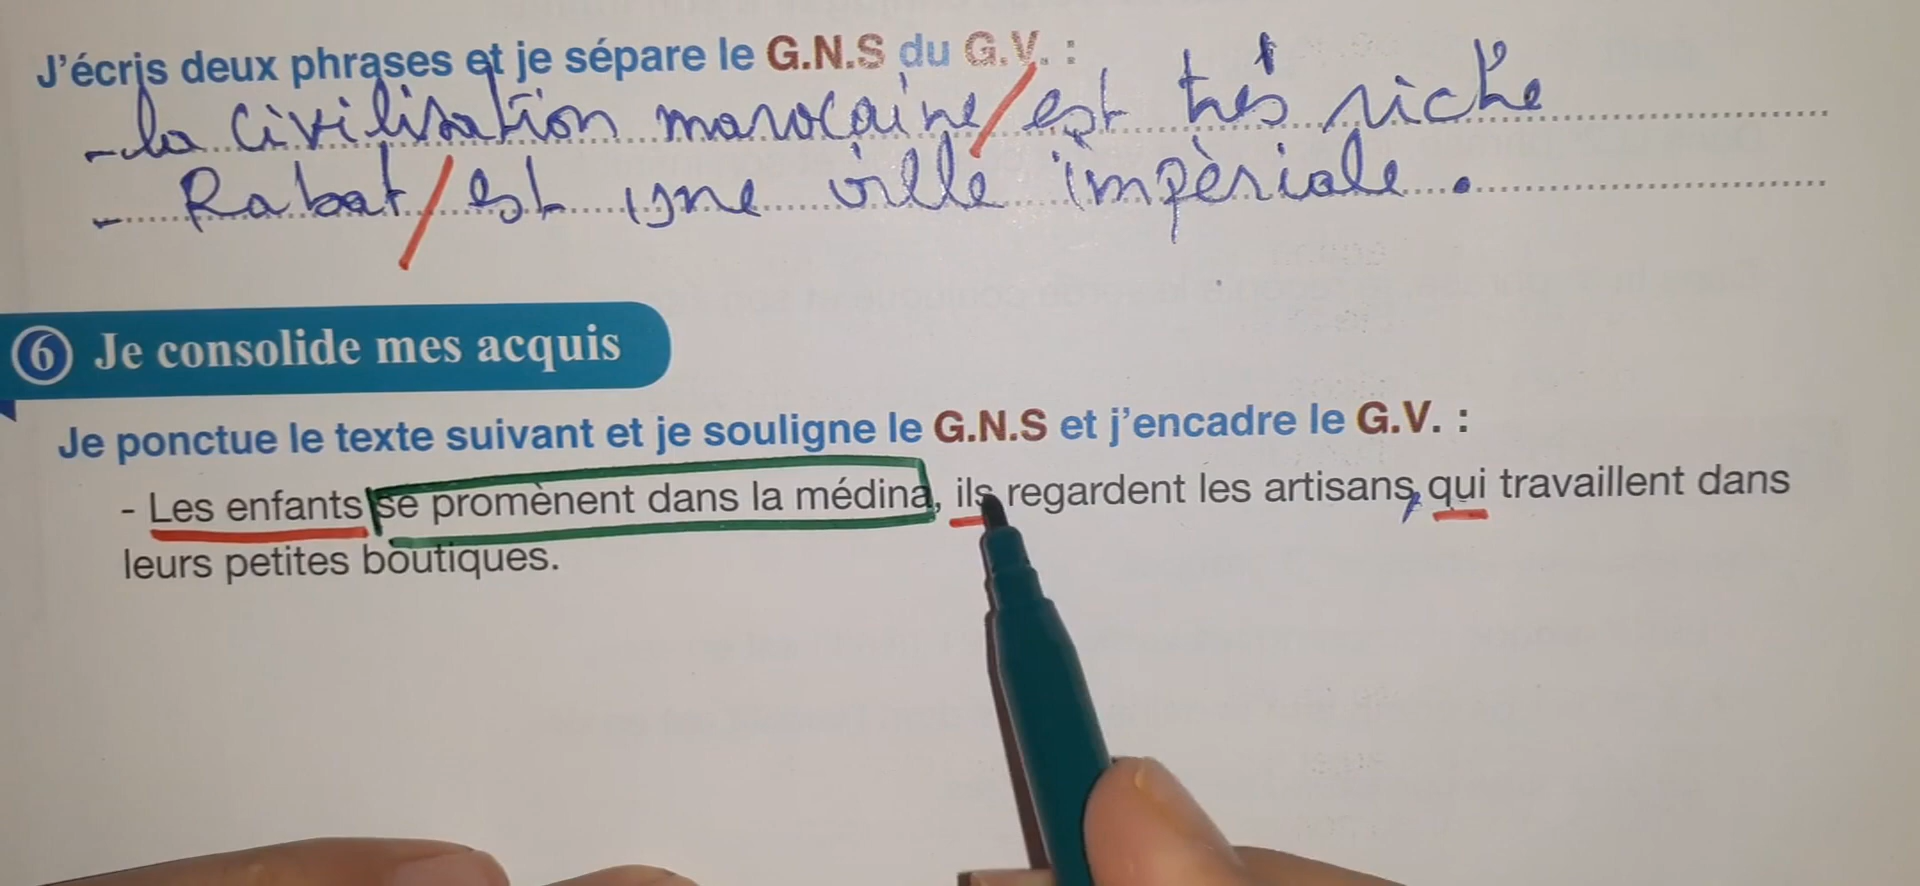 J'écris deux phrases et je sépare le G.N.S du G.V. :
- la civilisation marocaine / est très riche
- Rabat / est une ville impèriale.
6 Je consolide mes acquis
Je ponctue le texte suivant et je souligne le G.N.S et j'encadre le G.V. :
- Les enfants se promènent dans la médina, ils regardent les artisans, qui travaillent dans
leurs petites boutiques.